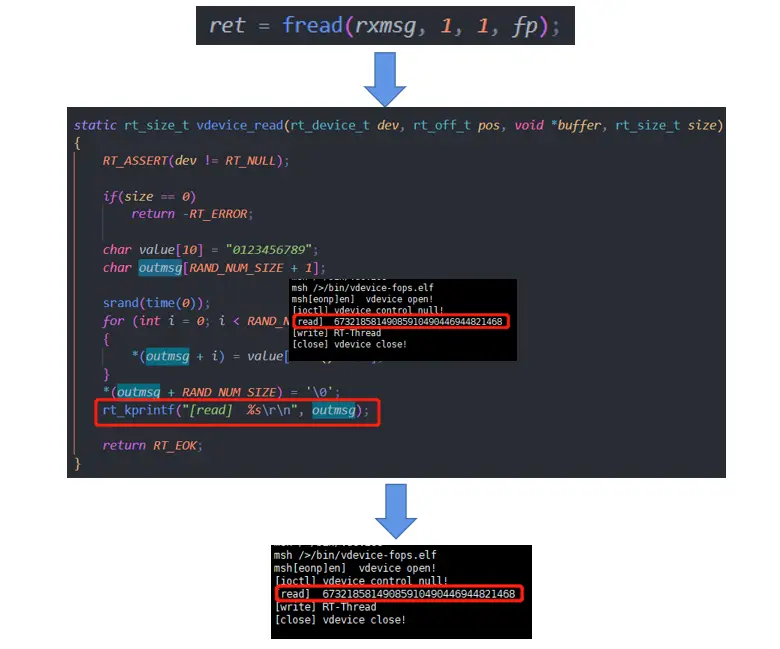 ret = fread(rxmsg, 1, 1, fp);
static rt_size_t vdevice_read(rt_device_t dev, rt_off_t pos, void *buffer, rt_size_t size)
{
RT_ASSERT(dev != RT_NULL);
if(size == 0)
return -RT_ERROR;
char value[10] = "0123456789";
char outmsg[RAND_NUM_SIZE + 1];
srand(time(0));
for (int i = 0; i < RAND_N
{
*(outmsg + i) = value[
}
*(outmsg + RAND_NUM_SIZE) = '\0';
rt_kprintf("[read]  %s\r\n", outmsg);
return RT_EOK;
}
msh />/bin/vdevice-fops.elf
msh[eonp]en]  vdevice open!
[ioctl] vdevice control null!
read]  67321858149085910490446944821468
[write] RT-Thread
[close] vdevice close!
msh />/bin/vdevice-fops.elf
msh[eonp]en]  vdevice open!
[ioctl] vdevice control null!
read]  67321858149085910490446944821468
[write] RT-Thread
[close] vdevice close!